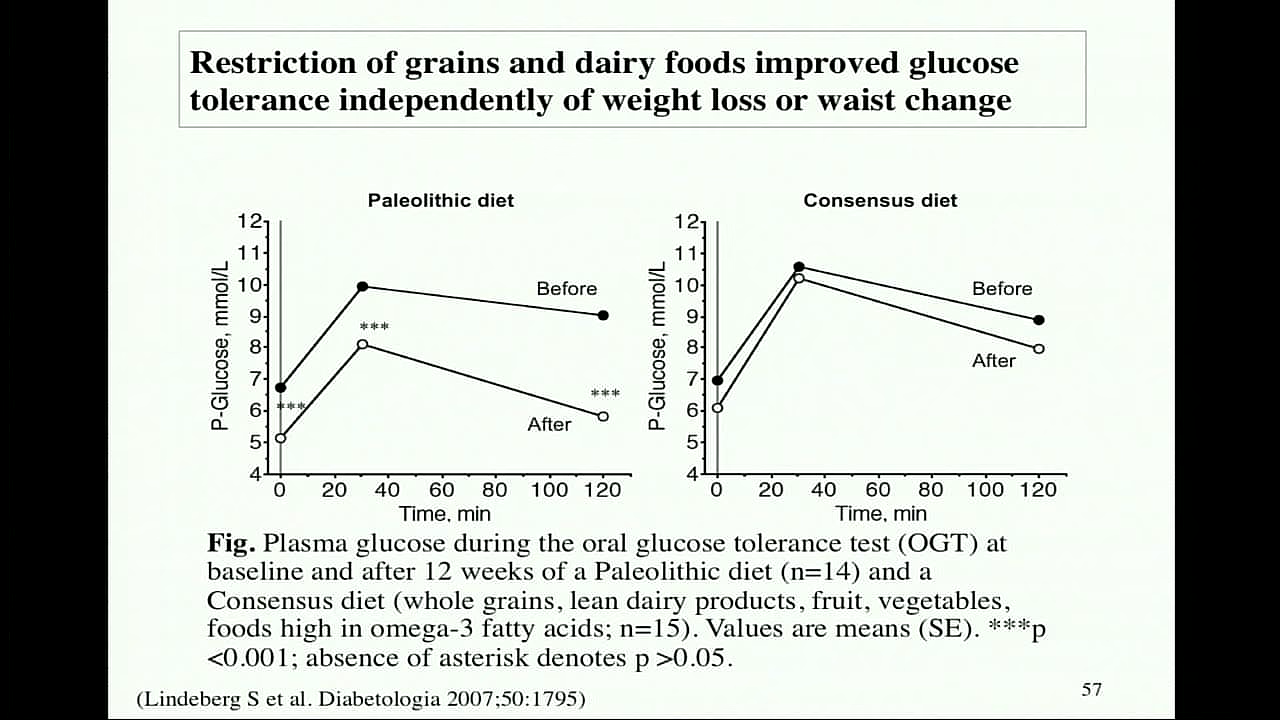 Restriction of grains and dairy foods improved glucose
tolerance independently of weight loss or waist change
Paleolithic diet
12
11
10
9
8
7
6
5
4
P-Glucose, mmol/L
Before
***
***
***
After
0 20 40 60 80 100 120
Time, min
Consensus diet
12
11
10
9
8
7
6
5
4
P-Glucose, mmol/L
Before
After
0 20 40 60 80 100 120
Time, min
Fig. Plasma glucose during the oral glucose tolerance test (OGT) at
baseline and after 12 weeks of a Paleolithic diet (n=14) and a
Consensus diet (whole grains, lean dairy products, fruit, vegetables,
foods high in omega-3 fatty acids; n=15). Values are means (SE). ***p
<0.001; absence of asterisk denotes p >0.05.
(Lindeberg S et al. Diabetologia 2007;50:1795)
57